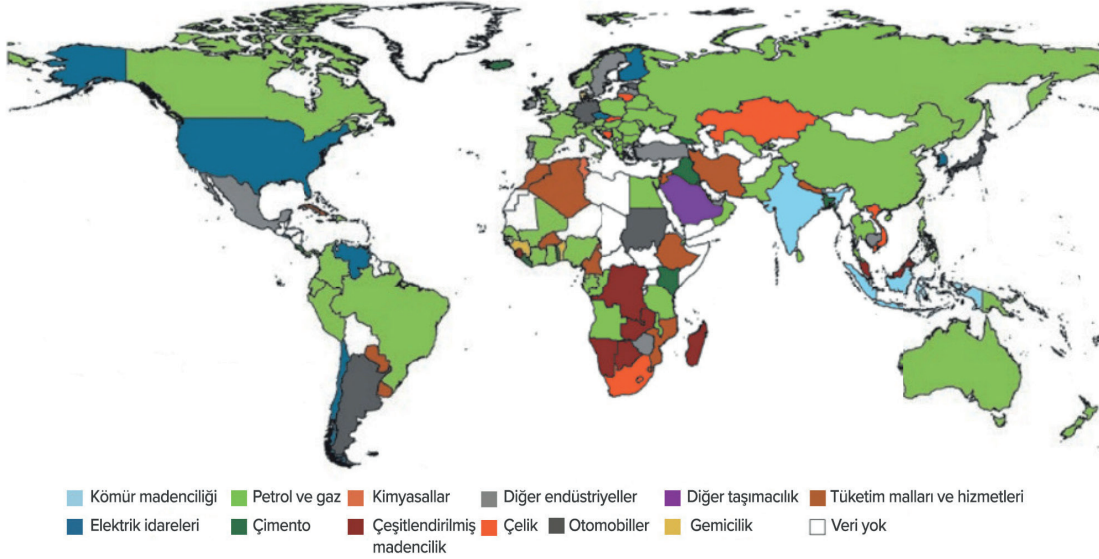 Kömür madenciliği
Petrol ve gaz
Kimyasallar
Diğer endüstriyeller
Diğer taşımacılık
Tüketim malları ve hizmetleri
Elektrik idareleri
Çimento
Çeşitlendirilmiş
madencilik
Çelik
Otomobiller
Gemicilik
Veri yok